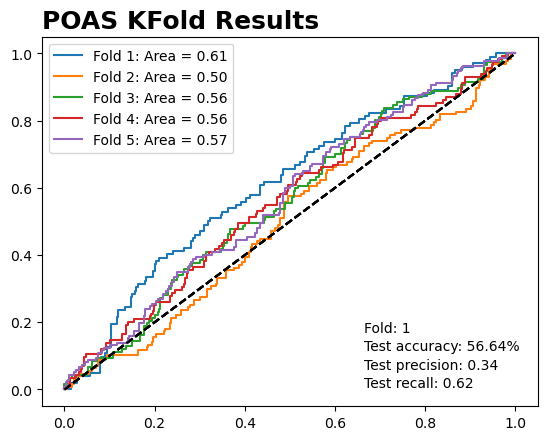 POAS KFold Results
Fold 1: Area = 0.61
Fold 2: Area = 0.50
Fold 3: Area = 0.56
Fold 4: Area = 0.56
Fold 5: Area = 0.57
1.0
0.8
0.6
0.4
0.2
0.0
Fold: 1
Test accuracy: 56.64%
Test precision: 0.34
Test recall: 0.62
0.0 0.2 0.4 0.6 0.8 1.0